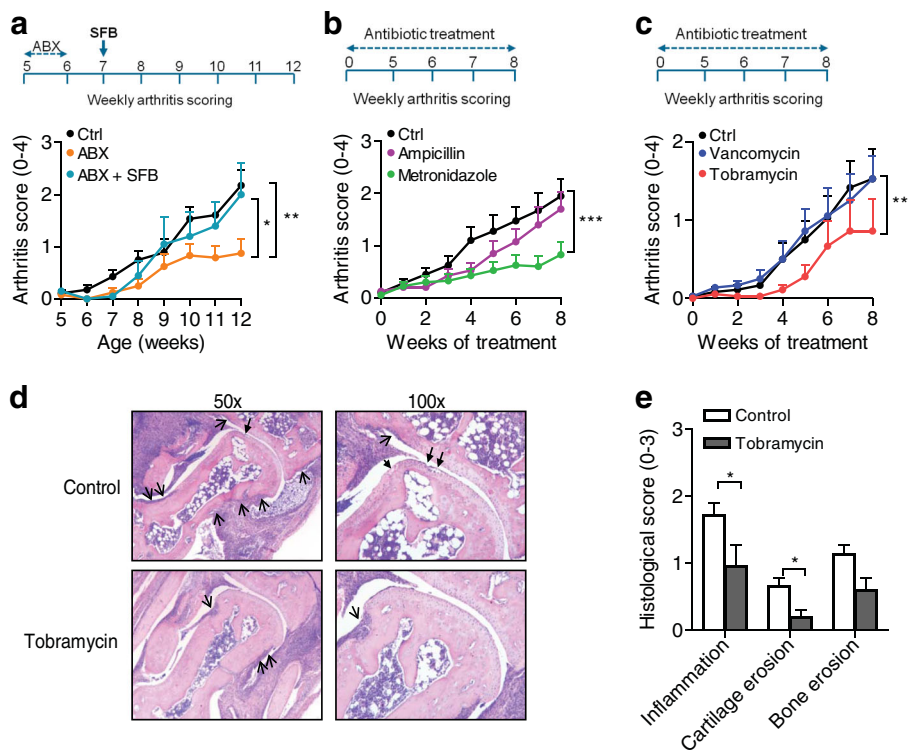 a
SFB
ABX
5 6 7 8 9 10 11 12
Weekly arthritis scoring
Arthritis score (0-4)
3
2
1
0
Ctrl
ABX
ABX + SFB
*
**
5 6 7 8 9 10 11 12
Age (weeks)
b
Antibiotic treatment
0 4 5 6 7 8
Weekly arthritis scoring
Arthritis score (0-4)
3
2
1
0
Ctrl
Ampicillin
Metronidazole
***
0 2 4 6 8
Weeks of treatment
c
Antibiotic treatment
0 4 5 6 7 8
Weekly arthritis scoring
Arthritis score (0-4)
2
1
0
Ctrl
Vancomycin
Tobramycin
**
0 2 4 6 8
Weeks of treatment
d
50x 100x
Control
Tobramycin
e
Histological score (0-3)
3
2
1
0
Control
Tobramycin
*
*
Inflammation
Cartilage erosion
Bone erosion